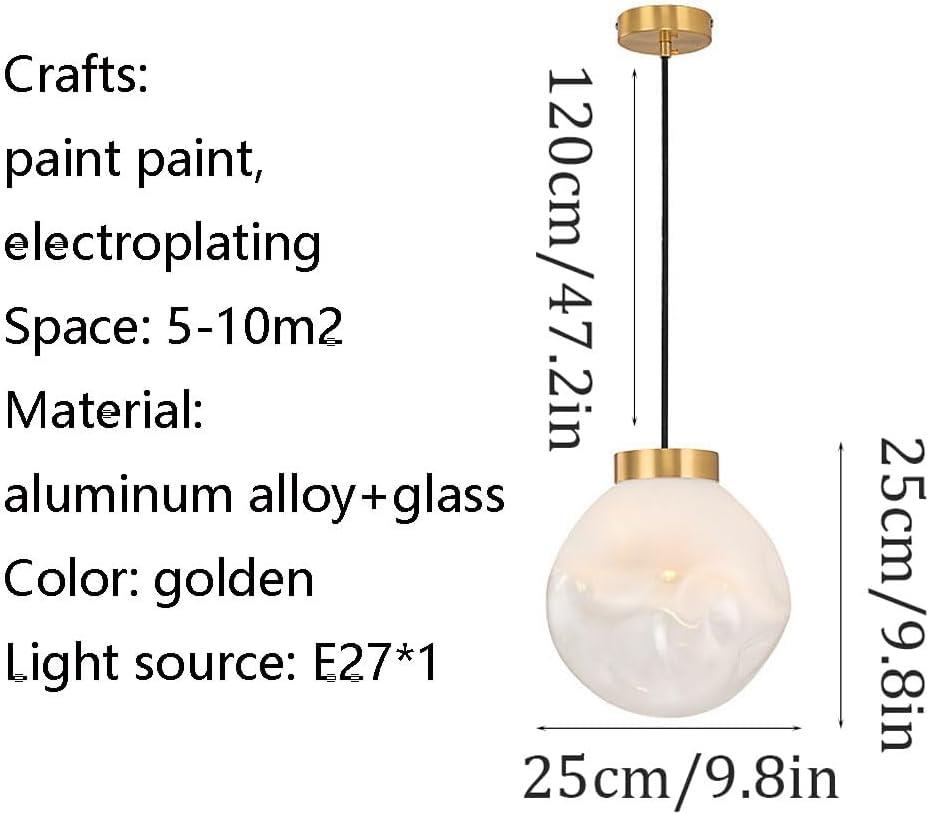 Crafts:
paint paint,
electroplating
Space: 5-10m2
Material:
aluminum alloy+glass
Color: golden
Light source: E27*1
120cm/47.2in
25cm/9.8in
25cm/9.8in